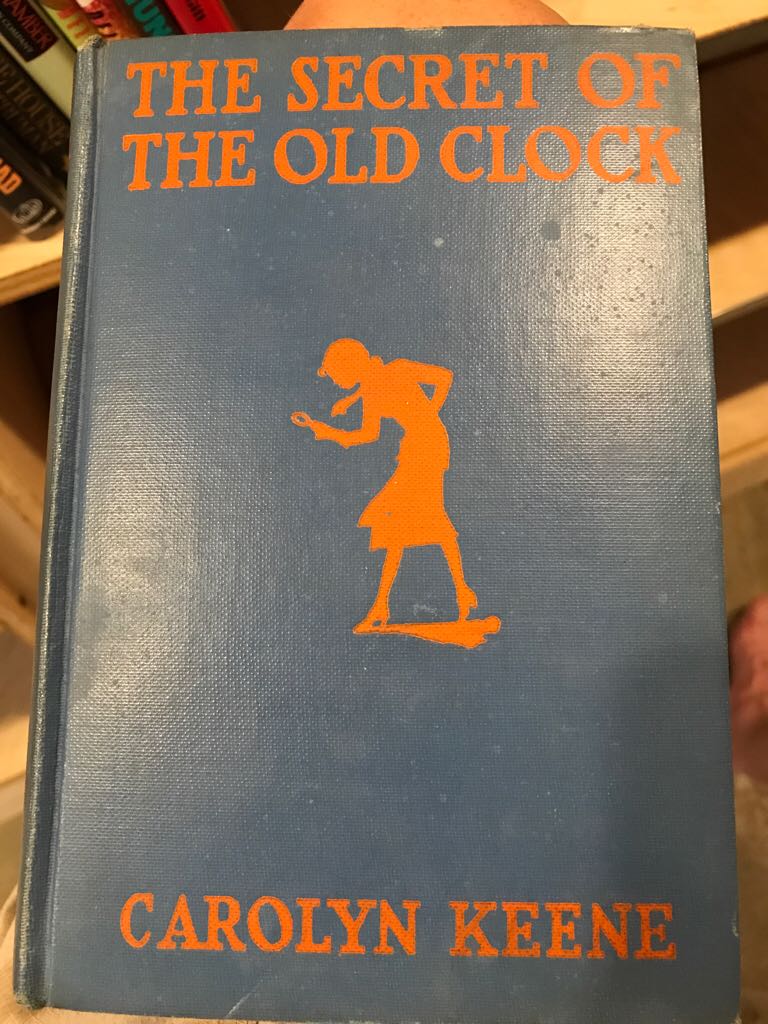 THE SECRET OF
THE OLD CLOCK
CAROLYN KEENE